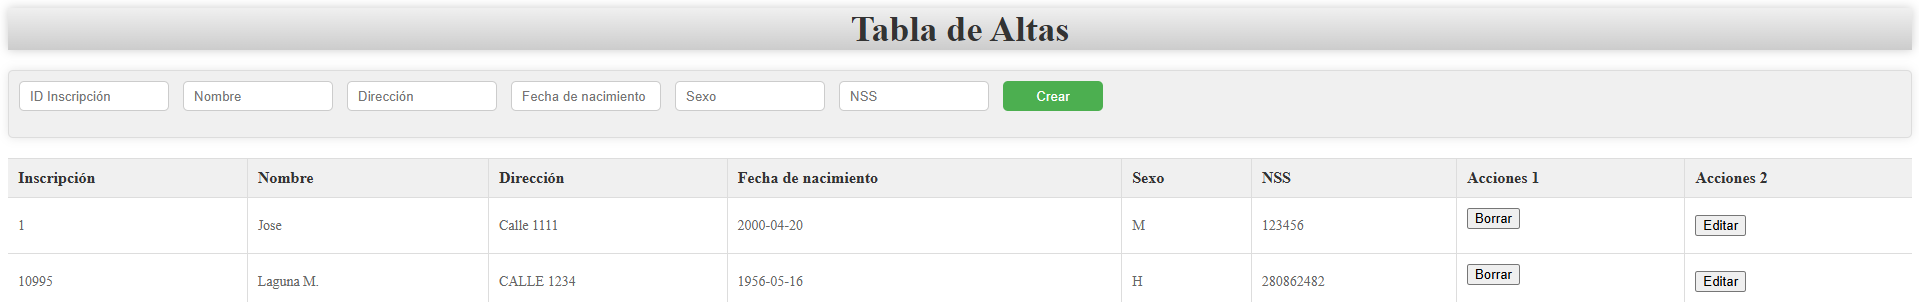 Tabla de Altas
ID Inscripción Nombre Dirección Fecha de nacimiento Sexo NSS Crear
Inscripción Nombre Dirección Fecha de nacimiento Sexo NSS Acciones 1 Acciones 2
1 Jose Calle 1111 2000-04-20 M 123456 Borrar Editar
10995 Laguna M. CALLE 1234 1956-05-16 H 280862482 Borrar Editar